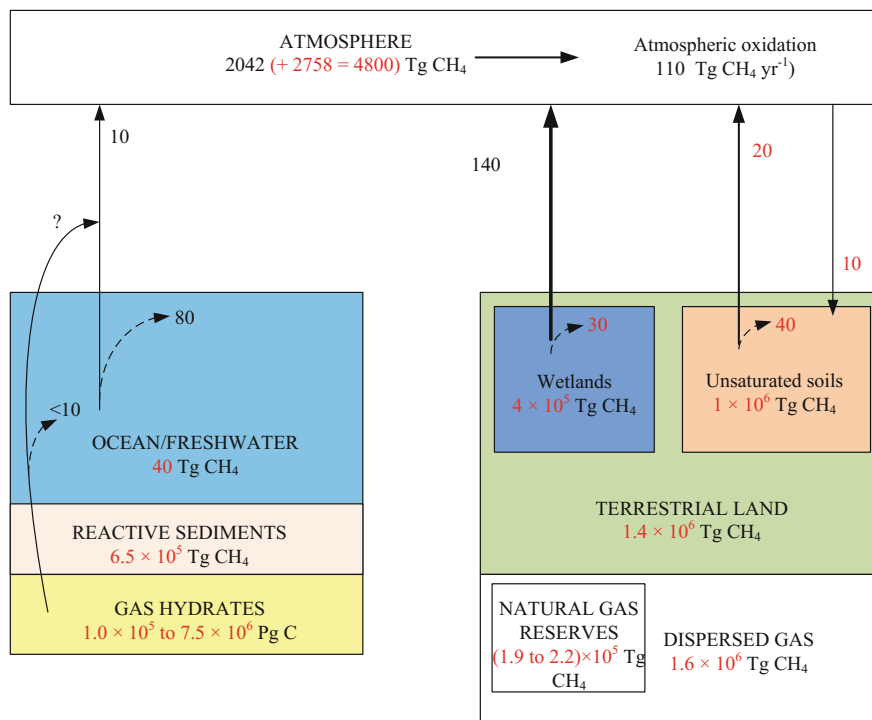 ATMOSPHERE
2042 (+ 2758 = 4800) Tg CH₄
Atmospheric oxidation
110 Tg CH₄ yr⁻¹)
10
140
20
?
10
80
<10
OCEAN/FRESHWATER
40 Tg CH₄
REACTIVE SEDIMENTS
6.5 × 10⁵ Tg CH₄
GAS HYDRATES
1.0 × 10⁵ to 7.5 × 10⁶ Pg C
30
Wetlands
4 × 10⁵ Tg CH₄
40
Unsaturated soils
1 × 10⁶ Tg CH₄
TERRESTRIAL LAND
1.4 × 10⁶ Tg CH₄
NATURAL GAS
RESERVES
(1.9 to 2.2)×10⁵ Tg
CH₄
DISPERSED GAS
1.6 × 10⁶ Tg CH₄